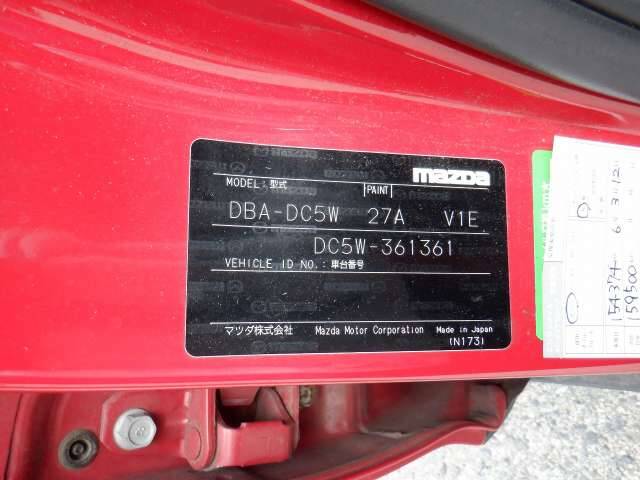 mazda
MODEL:型式 PAINT
DBA-DC5W 27A V1E
DC5W-361361
VEHICLE ID NO.:車台番号
マツダ株式会社 Mazda Motor Corporation Made in Japan
(N173)
159500